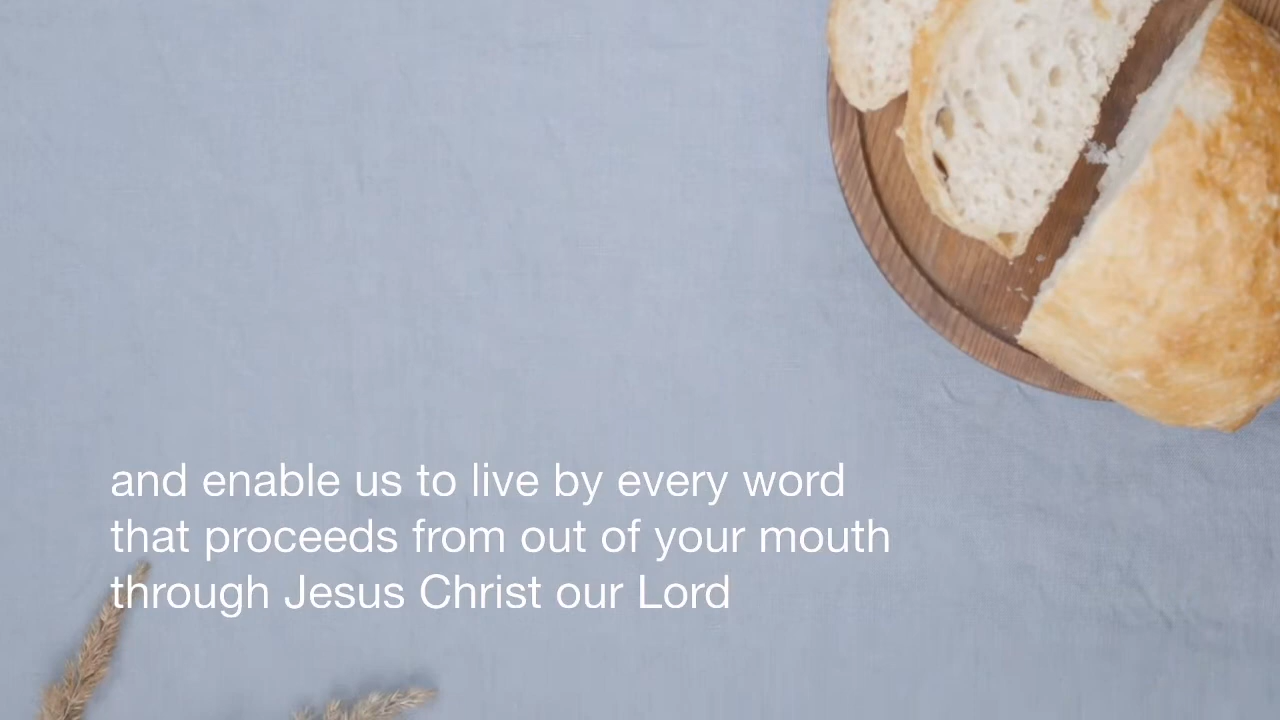 and enable us to live by every word
that proceeds from out of your mouth
through Jesus Christ our Lord